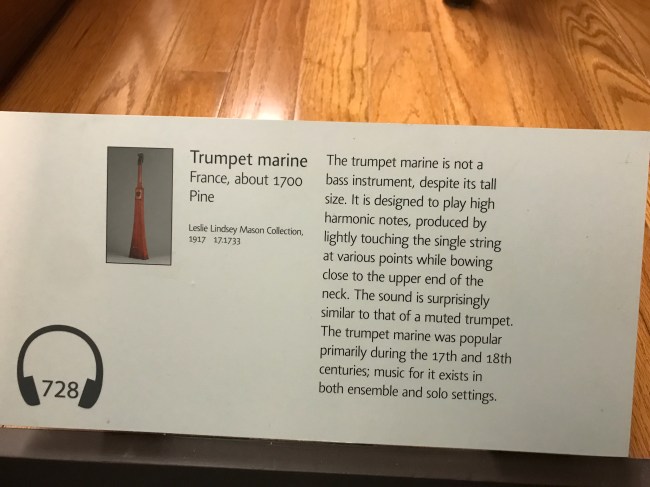 Trumpet marine
France, about 1700
Pine
Leslie Lindsey Mason Collection,
1917 17.1733
The trumpet marine is not a
bass instrument, despite its tall
size. It is designed to play high
harmonic notes, produced by
lightly touching the single string
at various points while bowing
close to the upper end of the
neck. The sound is surprisingly
similar to that of a muted trumpet.
The trumpet marine was popular
primarily during the 17th and 18th
centuries; music for it exists in
both ensemble and solo settings.
728